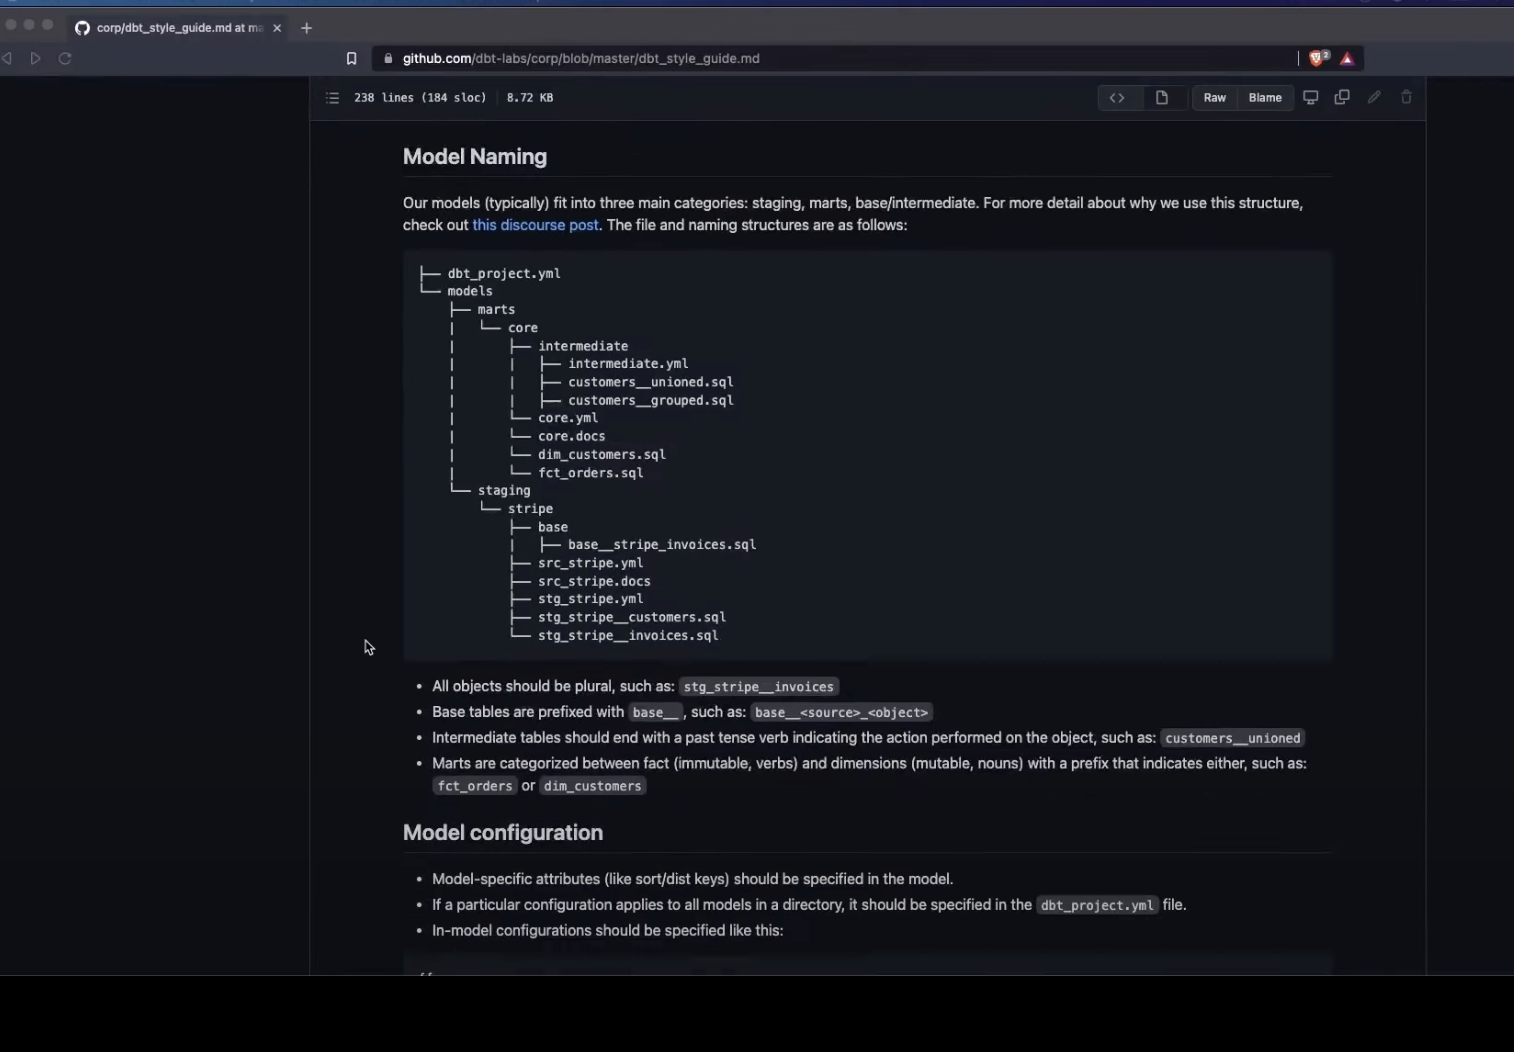 corp/dbt_style_guide.md at ma
github.com/dbt-labs/corp/blob/master/dbt_style_guide.md
2
238 lines (184 sloc) 8.72 KB
<> Raw Blame
Model Naming
Our models (typically) fit into three main categories: staging, marts, base/intermediate. For more detail about why we use this structure,
check out this discourse post. The file and naming structures are as follows:
├── dbt_project.yml
└── models
    ├── marts
    |   └── core
    |       ├── intermediate
    |       |   ├── intermediate.yml
    |       |   ├── customers__unioned.sql
    |       |   ├── customers__grouped.sql
    |       └── core.yml
    |       └── core.docs
    |       └── dim_customers.sql
    |       └── fct_orders.sql
    └── staging
        └── stripe
            ├── base
            |   ├── base__stripe_invoices.sql
            ├── src_stripe.yml
            ├── src_stripe.docs
            ├── stg_stripe.yml
            ├── stg_stripe__customers.sql
            └── stg_stripe__invoices.sql
• All objects should be plural, such as: stg_stripe__invoices
• Base tables are prefixed with base__, such as: base__<source>_<object>
• Intermediate tables should end with a past tense verb indicating the action performed on the object, such as: customers__unioned
• Marts are categorized between fact (immutable, verbs) and dimensions (mutable, nouns) with a prefix that indicates either, such as:
fct_orders or dim_customers
Model configuration
• Model-specific attributes (like sort/dist keys) should be specified in the model.
• If a particular configuration applies to all models in a directory, it should be specified in the dbt_project.yml file.
• In-model configurations should be specified like this: